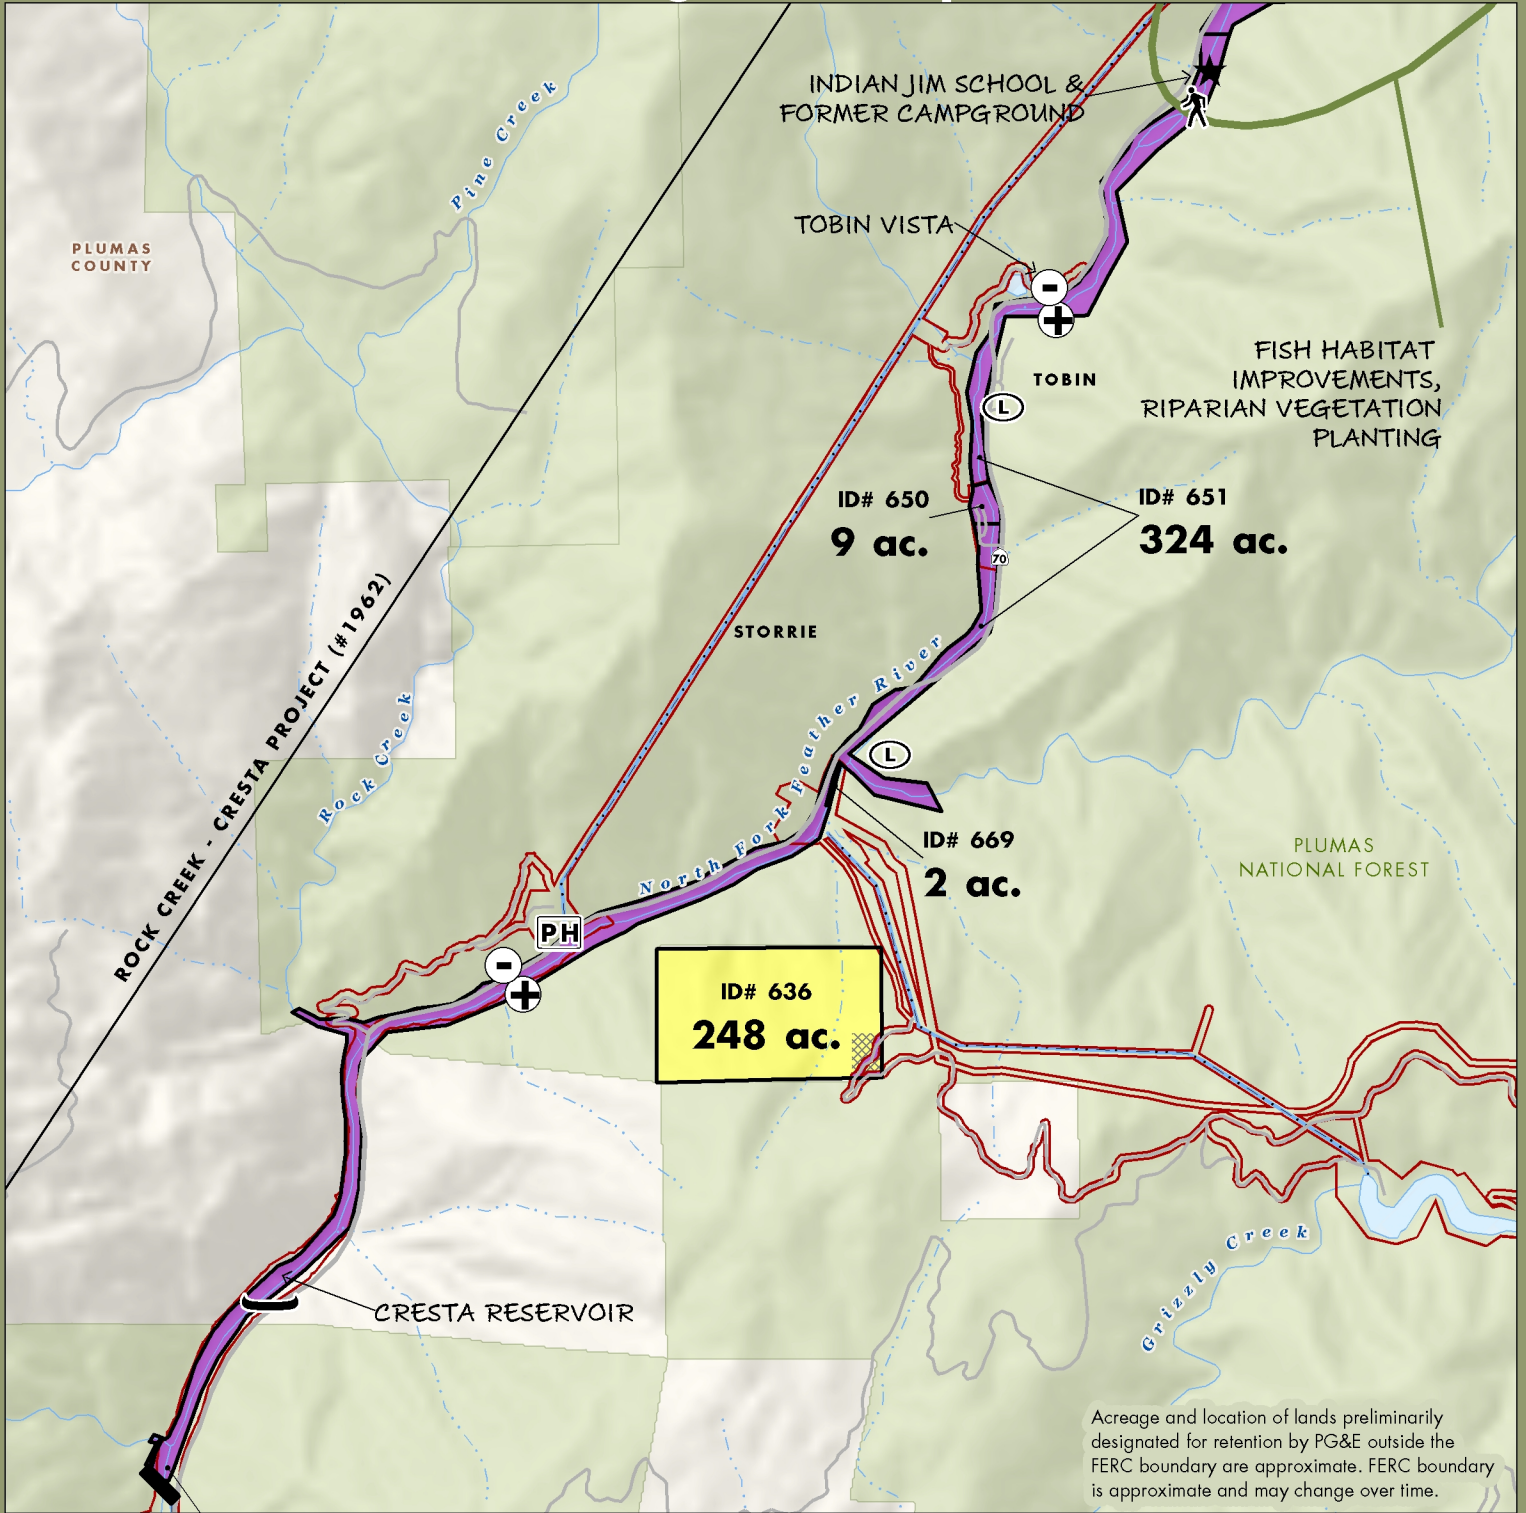 INDIAN JIM SCHOOL &
FORMER CAMPGROUND
Pine Creek
TOBIN VISTA
PLUMAS
COUNTY
-
+
FISH HABITAT
IMPROVEMENTS,
RIPARIAN VEGETATION
PLANTING
TOBIN
L
ID# 650
9 ac.
ID# 651
324 ac.
70
ROCK CREEK - CRESTA PROJECT (#1962)
STORRIE
Rock Creek
North Fork Feather River
L
ID# 669
2 ac.
PLUMAS
NATIONAL FOREST
PH
-
+
ID# 636
248 ac.
Grizzly Creek
CRESTA RESERVOIR
Acreage and location of lands preliminarily
designated for retention by PG&E outside the
FERC boundary are approximate. FERC boundary
is approximate and may change over time.